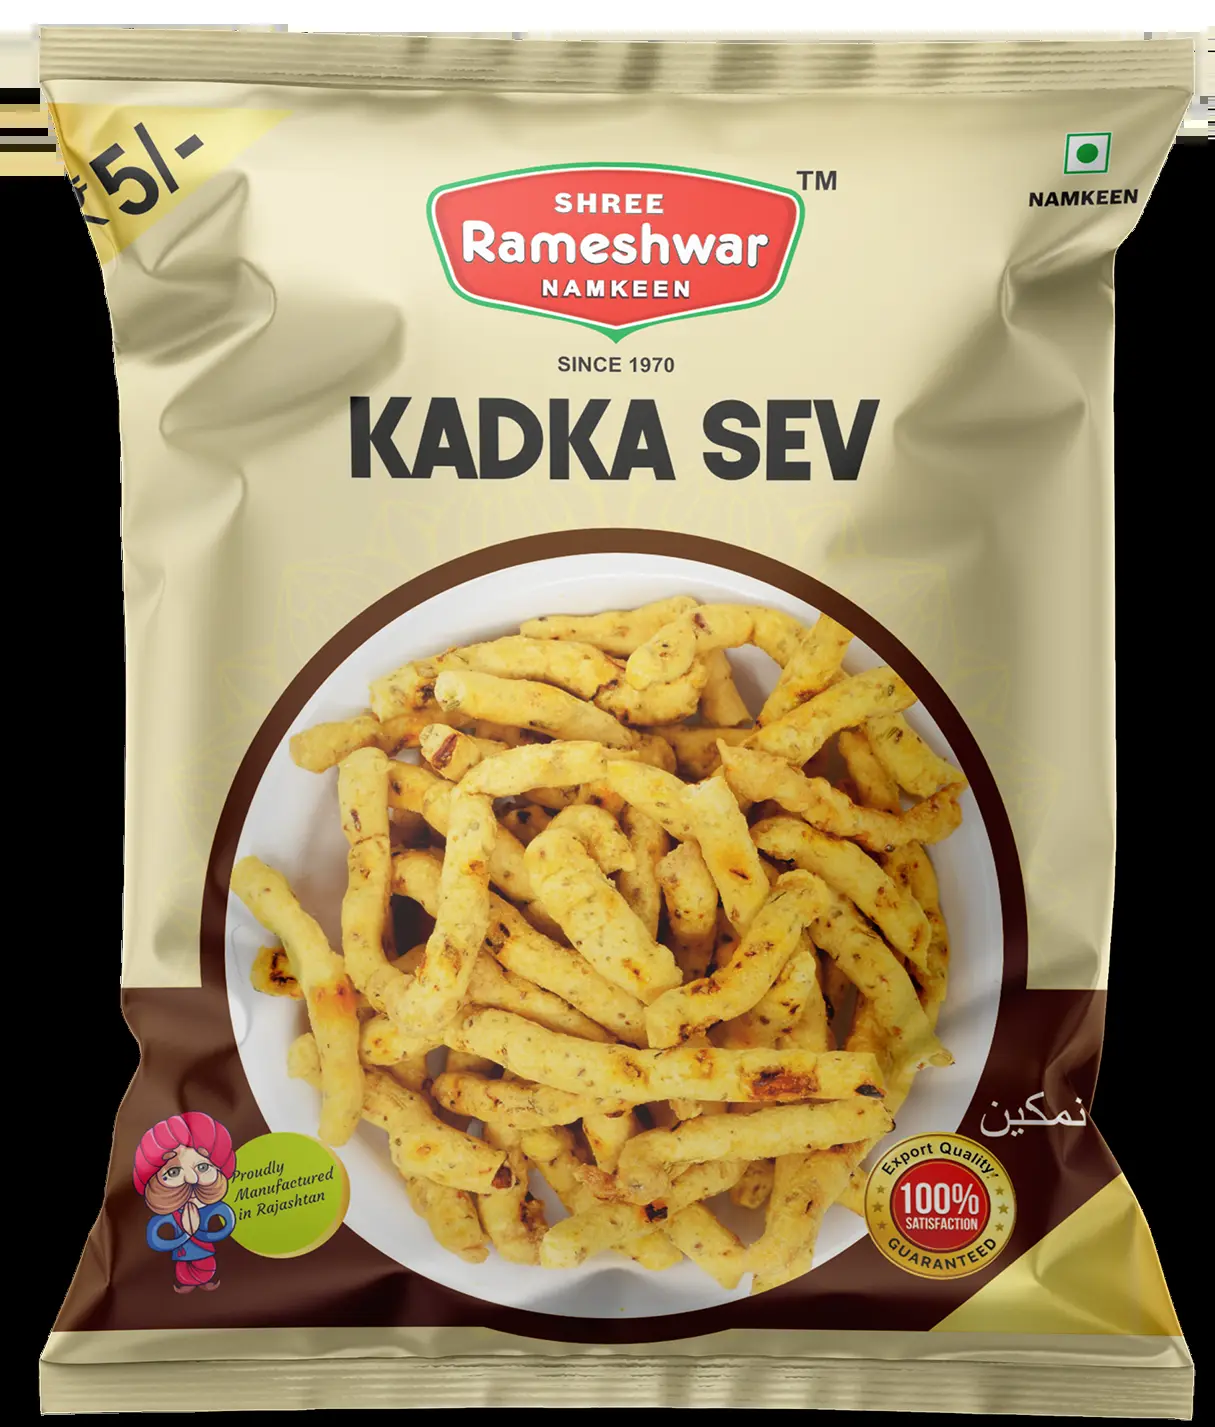 ₹5/-
SHREE
Rameshwar
NAMKEEN
TM
NAMKEEN
SINCE 1970
KADKA SEV
نمكين
Proudly
Manufactured
in Rajashtan
Export Quality!
100%
SATISFACTION
GUARANTEED